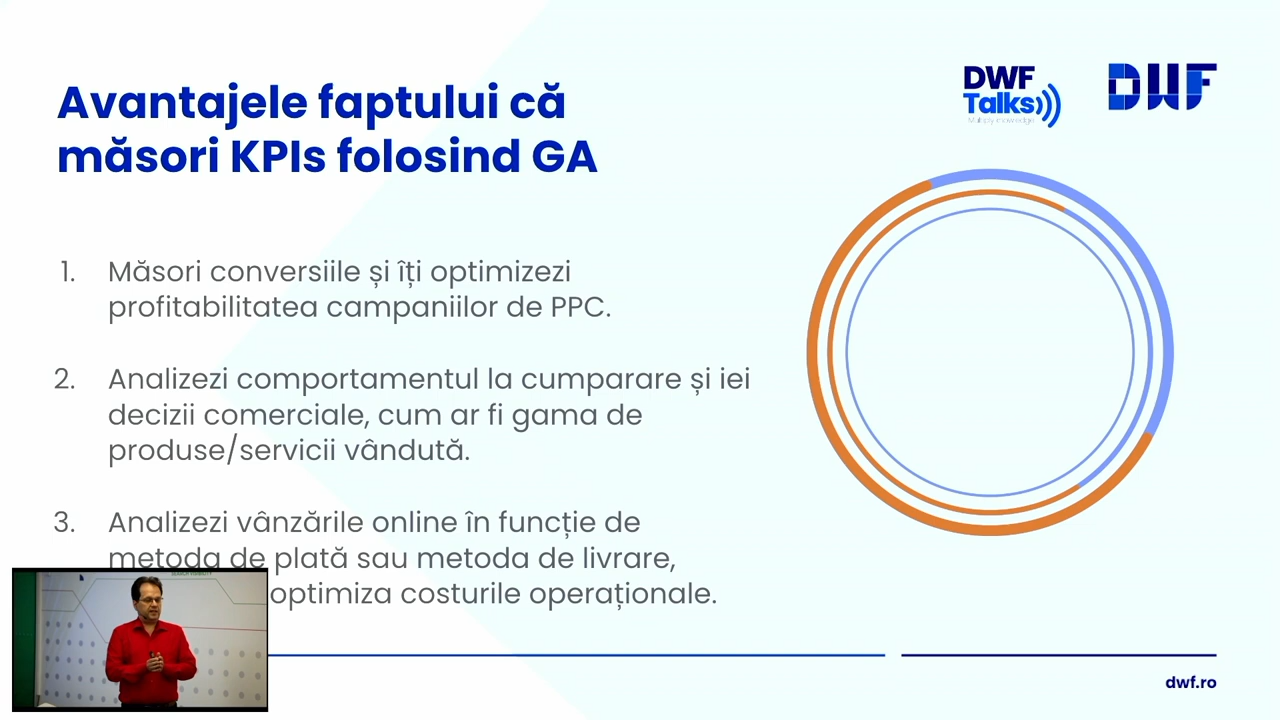 Avantajele faptului că
măsori KPIs folosind GA
DWF
Talks
DWF
1. Măsori conversiile și îți optimizezi
profitabilitatea campaniilor de PPC.
2. Analizezi comportamentul la cumparare și iei
decizii comerciale, cum ar fi gama de
produse/servicii vândută.
3. Analizezi vânzările online în funcție de
metoda de plată sau metoda de livrare,
optimiza costurile operaționale.
dwf.ro